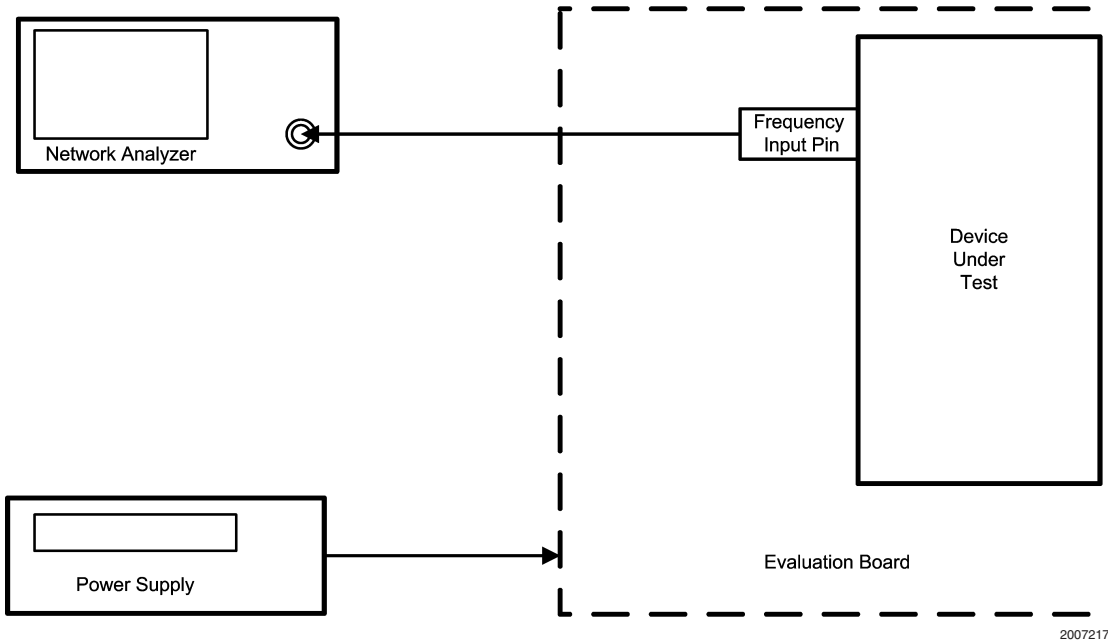 Network Analyzer
Frequency
Input Pin
Device
Under
Test
Evaluation Board
Power Supply
2007217